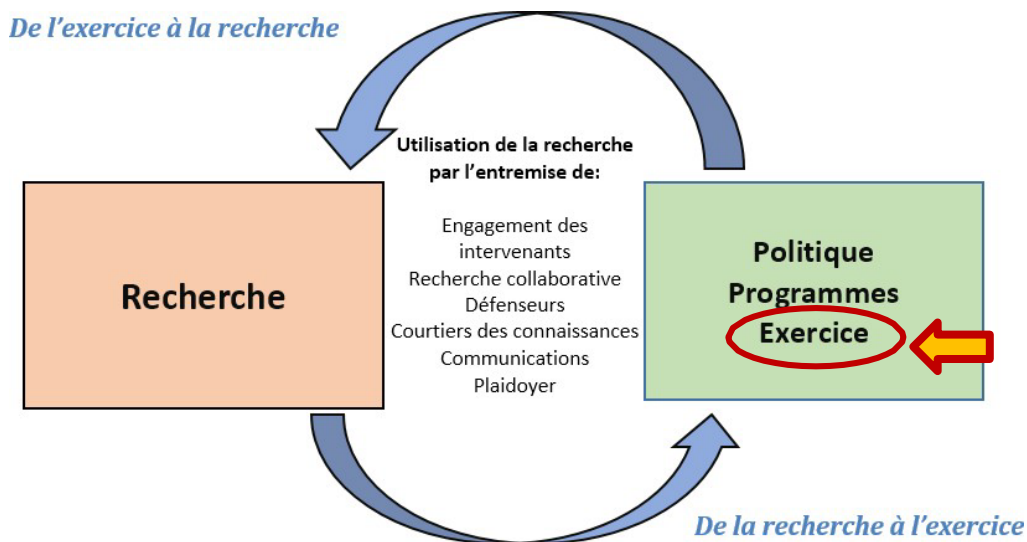 De l’exercice à la recherche
Utilisation de la recherche
par l’entremise de:
Engagement des
intervenants
Recherche collaborative
Défenseurs
Courtiers des connaissances
Communications
Plaidoyer
Recherche
Politique
Programmes
Exercice
De la recherche à l’exercice